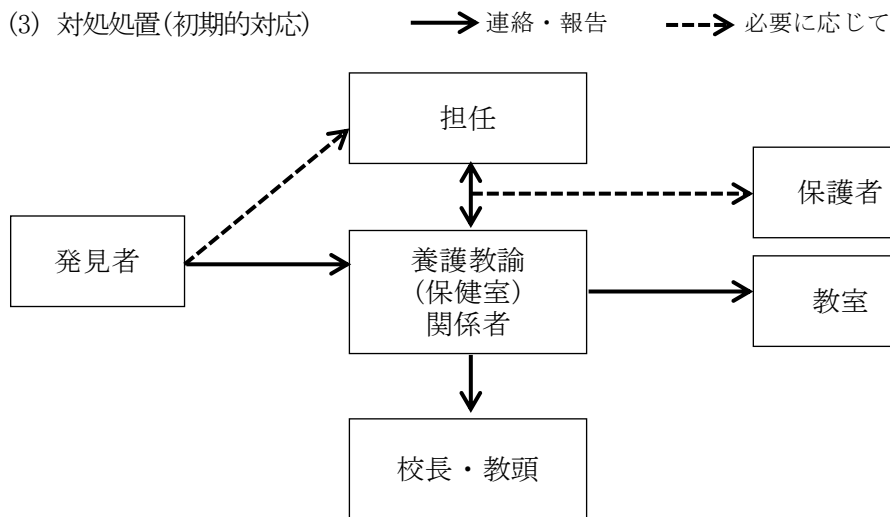 (3) 対処処置(初期的対応)
連絡・報告
必要に応じて
担任
保護者
発見者
養護教諭
(保健室)
関係者
教室
校長・教頭